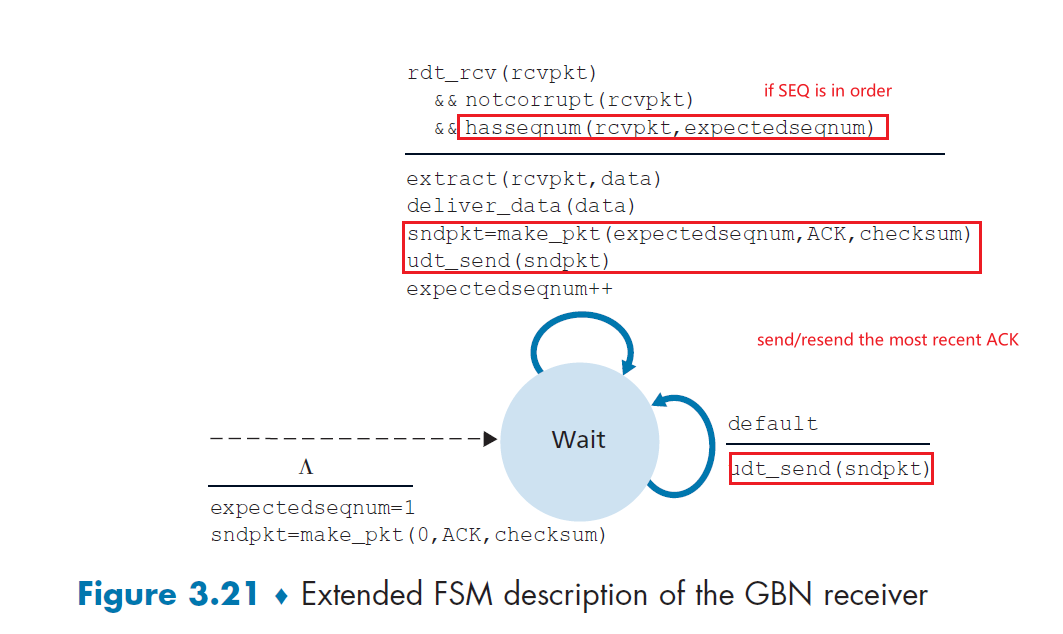 rdt_rcv(rcvpkt)
&& notcorrupt(rcvpkt)
if SEQ is in order
&& hasseqnum(rcvpkt,expectedseqnum)
extract(rcvpkt,data)
deliver_data(data)
sndpkt=make_pkt(expectedseqnum,ACK,checksum)
udt_send(sndpkt)
expectedseqnum++
send/resend the most recent ACK
default
udt_send(sndpkt)
Wait
Λ
expectedseqnum=1
sndpkt=make_pkt(0,ACK,checksum)
Figure 3.21 ♦ Extended FSM description of the GBN receiver